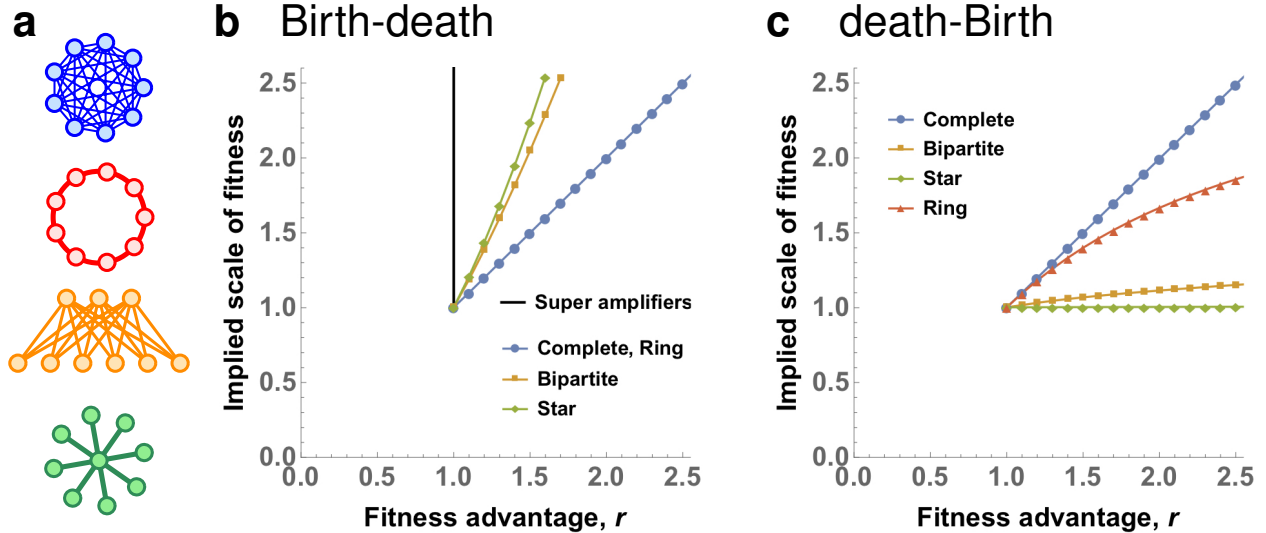 a
b Birth-death
Implied scale of fitness
2.5
2.0
1.5
1.0
0.5
0.0
Super amplifiers
Complete, Ring
Bipartite
Star
0.0 0.5 1.0 1.5 2.0 2.5
Fitness advantage, r
c death-Birth
Implied scale of fitness
2.5
2.0
1.5
1.0
0.5
0.0
Complete
Bipartite
Star
Ring
0.0 0.5 1.0 1.5 2.0 2.5
Fitness advantage, r